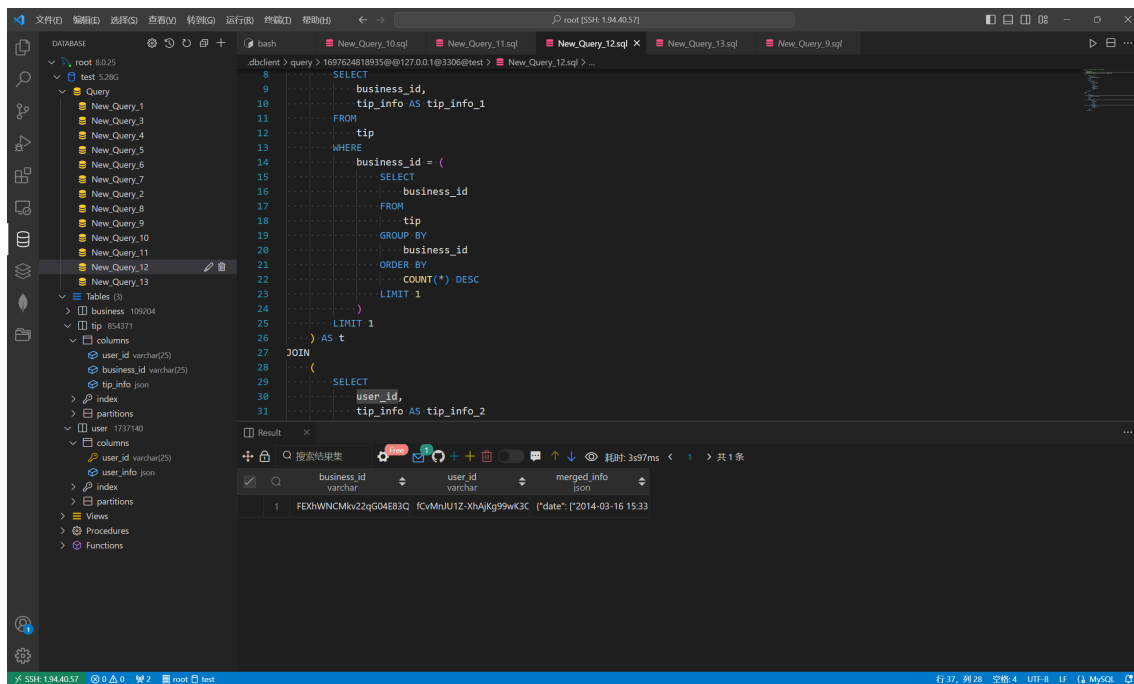 文件(F) 编辑(E) 选择(S) 查看(V) 转到(G) 运行(R) 终端(T) 帮助(H) root [SSH: 1.94.40.57]
DATABASE
root 8.0.25
test 5.28G
Query
New_Query_1
New_Query_3
New_Query_4
New_Query_5
New_Query_6
New_Query_7
New_Query_2
New_Query_8
New_Query_9
New_Query_10
New_Query_11
New_Query_12
New_Query_13
Tables (3)
business 109204
tip 854371
columns
user_id varchar(25)
business_id varchar(25)
tip_info json
index
partitions
user 1737140
columns
user_id varchar(25)
user_info json
index
partitions
Views
Procedures
Functions
bash New_Query_10.sql New_Query_11.sql New_Query_12.sql New_Query_13.sql New_Query_9.sql
.dbclient > query > 1697624818935@@127.0.0.1@3306@test > New_Query_12.sql > ...
8 SELECT
9 business_id,
10 tip_info AS tip_info_1
11 FROM
12 tip
13 WHERE
14 business_id = (
15 SELECT
16 business_id
17 FROM
18 tip
19 GROUP BY
20 business_id
21 ORDER BY
22 COUNT(*) DESC
23 LIMIT 1
24 )
25 LIMIT 1
26 ) AS t
27 JOIN
28 (
29 SELECT
30 user_id,
31 tip_info AS tip_info_2
Result
搜索结果集 Free 1 耗时: 3s97ms < 1 > 共1条
business_id user_id merged_info
varchar varchar json
1 FEXhWNCMkv22qG04E83Q fCvMnJU1Z-XhAjKg99wK3C {"date": ["2014-03-16 15:33
1
SSH: 1.94.40.57 0 0 2 root test 行 37, 列 28 空格: 4 UTF-8 LF MySQL